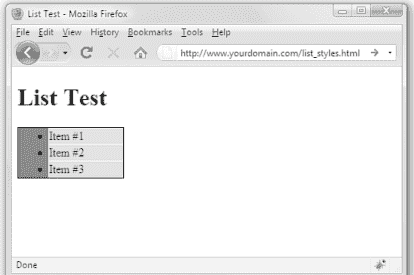 List Test - Mozilla Firefox
File Edit View History Bookmarks Tools Help
http://www.yourdomain.com/list_styles.html
List Test
Item #1
Item #2
Item #3
Done